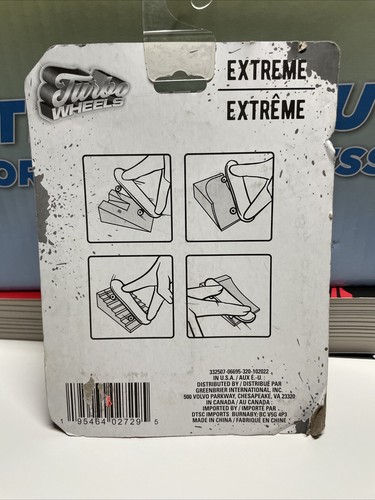 Turbo
WHEELS
EXTREME
EXTRÊME
332507-06695-320-102022
IN U.S.A. / AUX É.-U. :
DISTRIBUTED BY / DISTRIBUÉ PAR
GREENBRIER INTERNATIONAL, INC.
500 VOLVO PARKWAY, CHESAPEAKE, VA 23320
IN CANADA / AU CANADA :
IMPORTED BY / IMPORTÉ PAR :
DTSC IMPORTS BURNABY, BC V5G 4P3
MADE IN CHINA / FABRIQUÉ EN CHINE
1 95464 02729 5